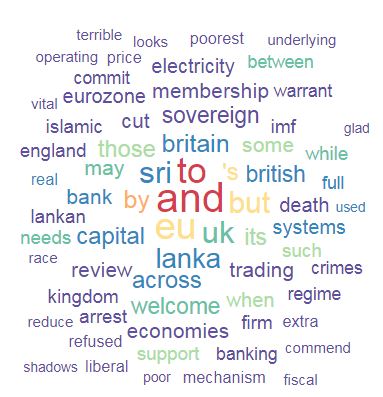 terrible looks poorest underlying
operating price electricity between
commit
vital eurozone membership warrant
islamic cut sovereign imf glad
england those britain some while
real may sri to 's british full
bank by and but death used
lankan
needs capital eu uk its systems
race lanka such
review across trading crimes
kingdom welcome when regime
reduce arrest economies firm extra
refused support banking commend
shadows liberal poor mechanism fiscal